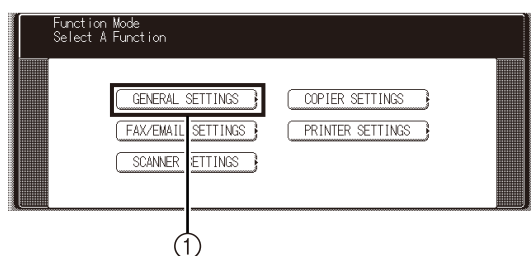 Function Mode
Select A Function
GENERAL SETTINGS COPIER SETTINGS
FAX/EMAIL SETTINGS PRINTER SETTINGS
SCANNER SETTINGS
1